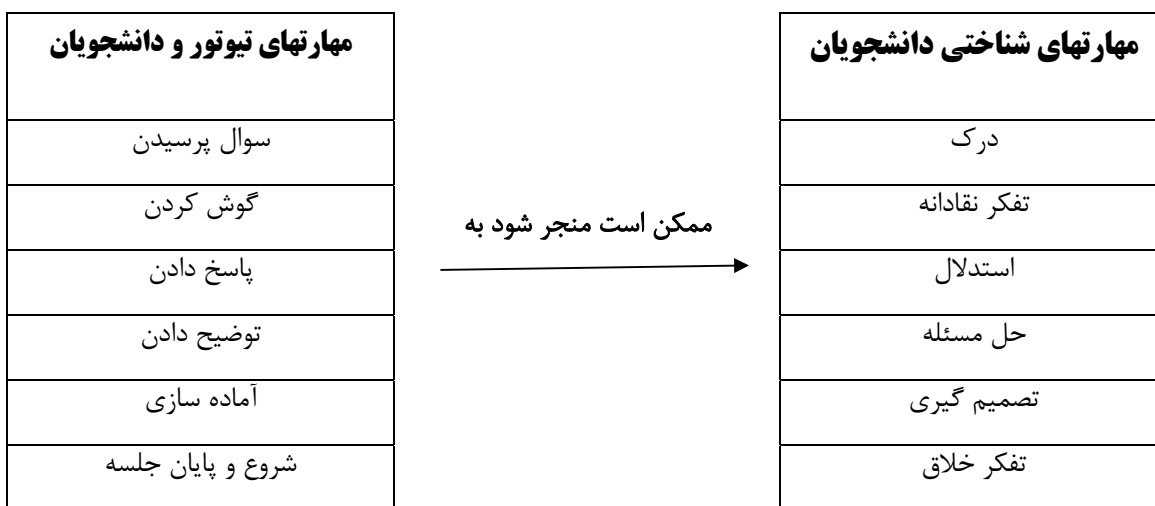 مهارتهای تیوتور و دانشجویان
سوال پرسیدن
گوش کردن
پاسخ دادن
توضیح دادن
آماده سازی
شروع و پایان جلسه
ممکن است منجر شود به
مهارتهای شناختی دانشجویان
درک
تفکر نقادانه
استدلال
حل مسئله
تصمیم گیری
تفکر خلاق